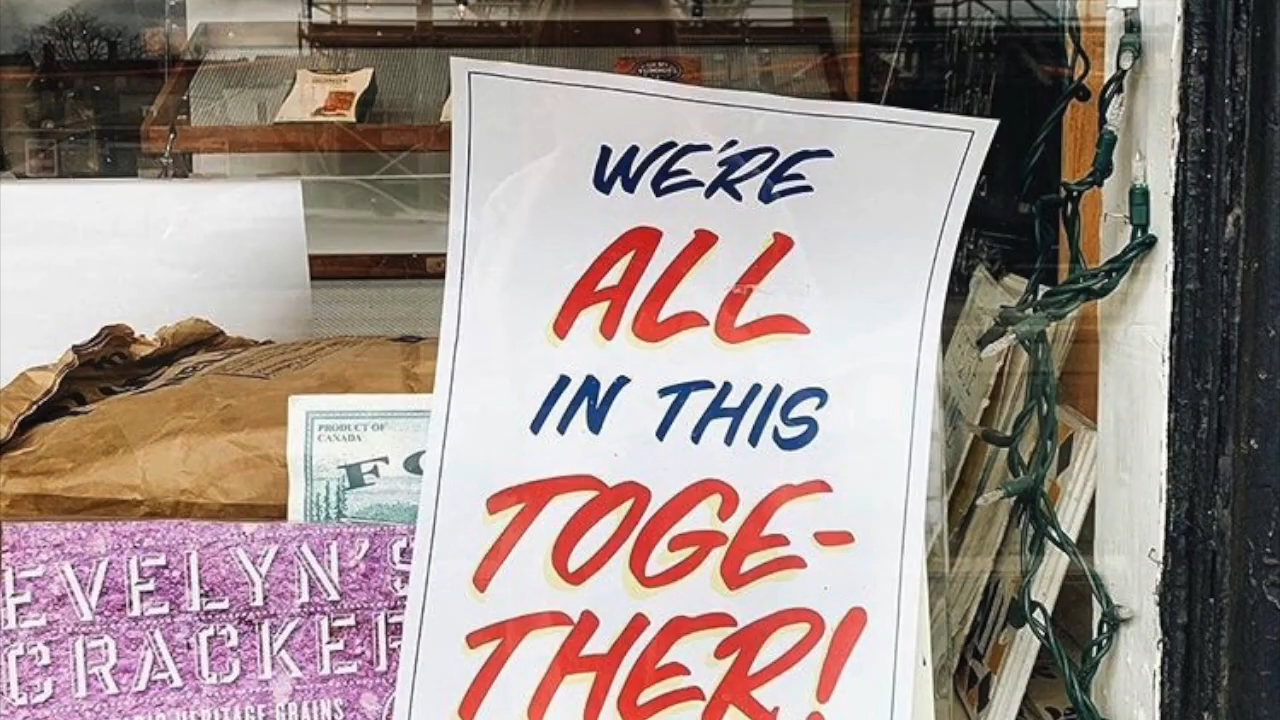 WE'RE
ALL
IN THIS
TOGE-
THER!
PRODUCT OF
CANADA
EVELYN'S
CRACKER
HERITAGE GRAINS